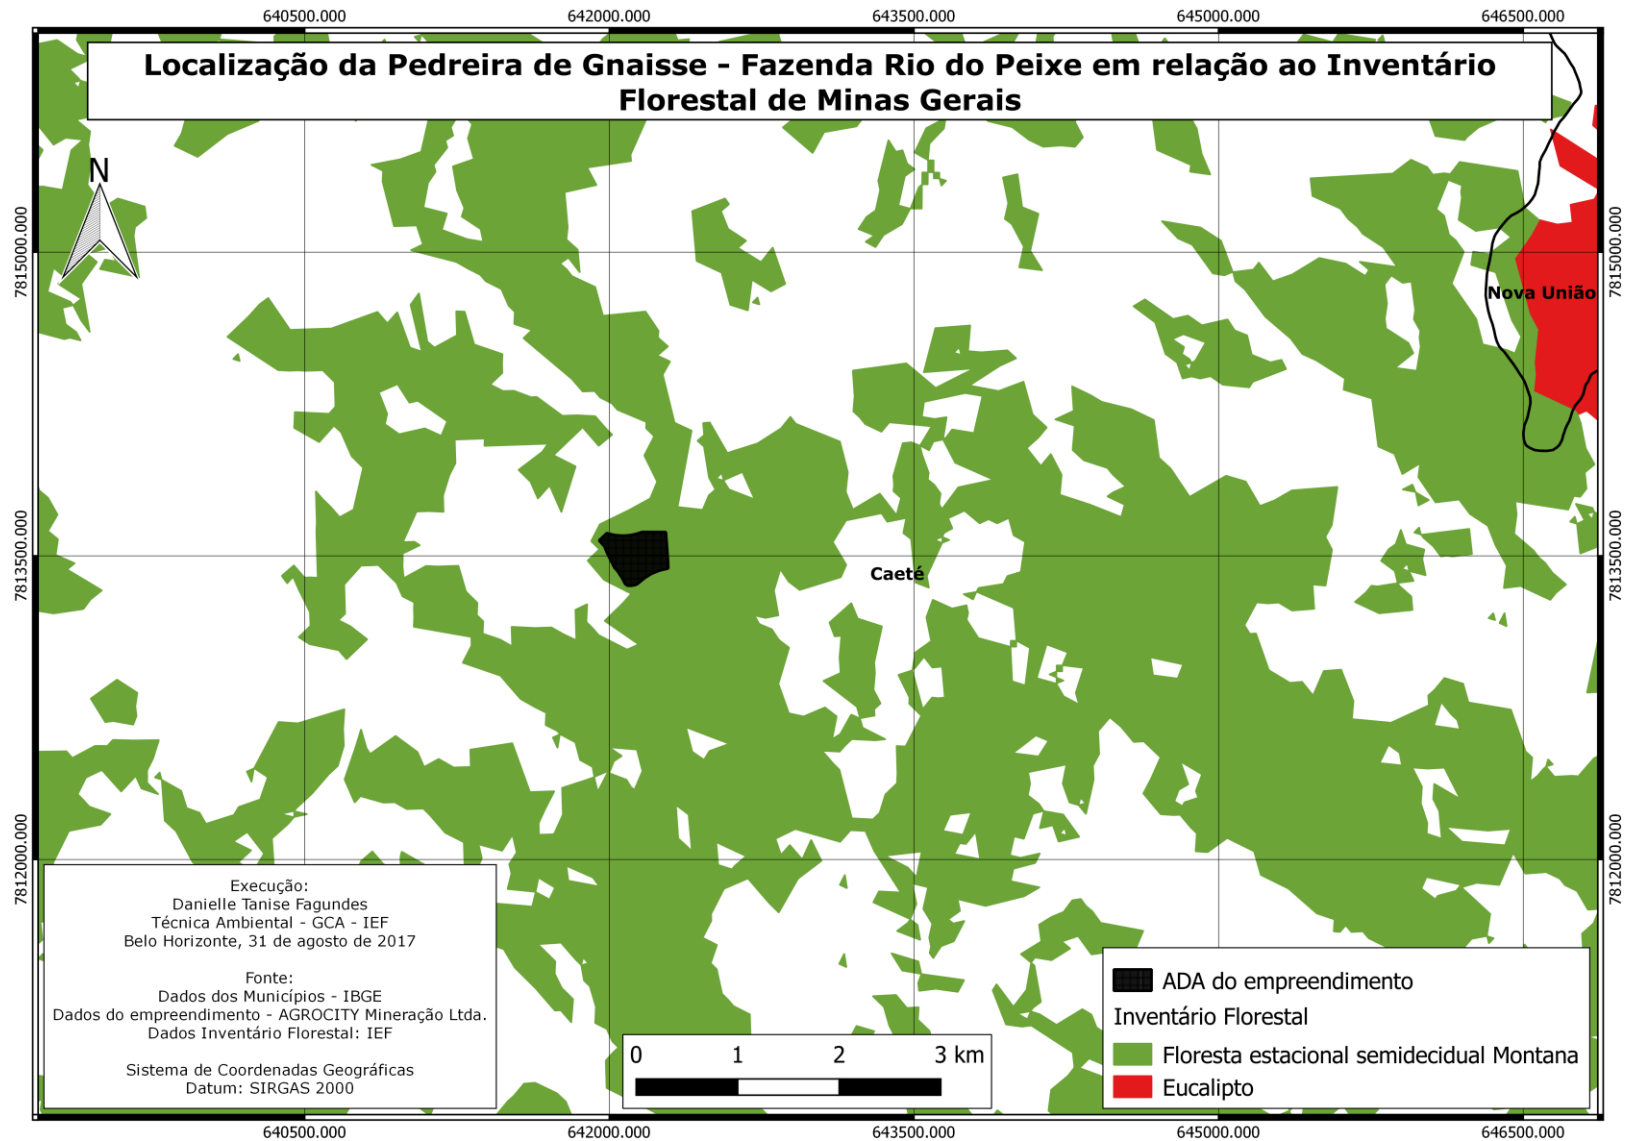 640500.000 642000.000 643500.000 645000.000 646500.000
Localização da Pedreira de Gnaisse - Fazenda Rio do Peixe em relação ao Inventário
Florestal de Minas Gerais
N
7815000.000
7815000.000
Nova União
7813500.000
7813500.000
Caeté
7812000.000
7812000.000
Execução:
Danielle Tanise Fagundes
Técnica Ambiental - GCA - IEF
Belo Horizonte, 31 de agosto de 2017
Fonte:
Dados dos Municípios - IBGE
Dados do empreendimento - AGROCITY Mineração Ltda.
Dados Inventário Florestal: IEF
Sistema de Coordenadas Geográficas
Datum: SIRGAS 2000
0 1 2 3 km
ADA do empreendimento
Inventário Florestal
Floresta estacional semidecidual Montana
Eucalipto
640500.000 642000.000 643500.000 645000.000 646500.000